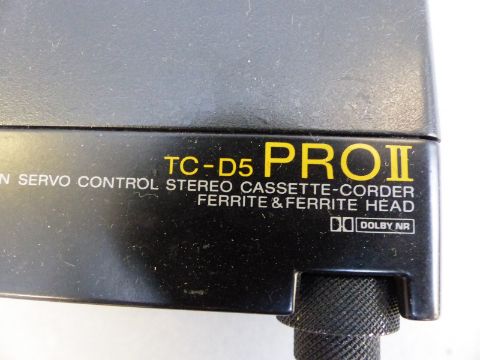 TC-D5 PROII
N SERVO CONTROL STEREO CASSETTE-CORDER
FERRITE & FERRITE HEAD
DOLBY NR